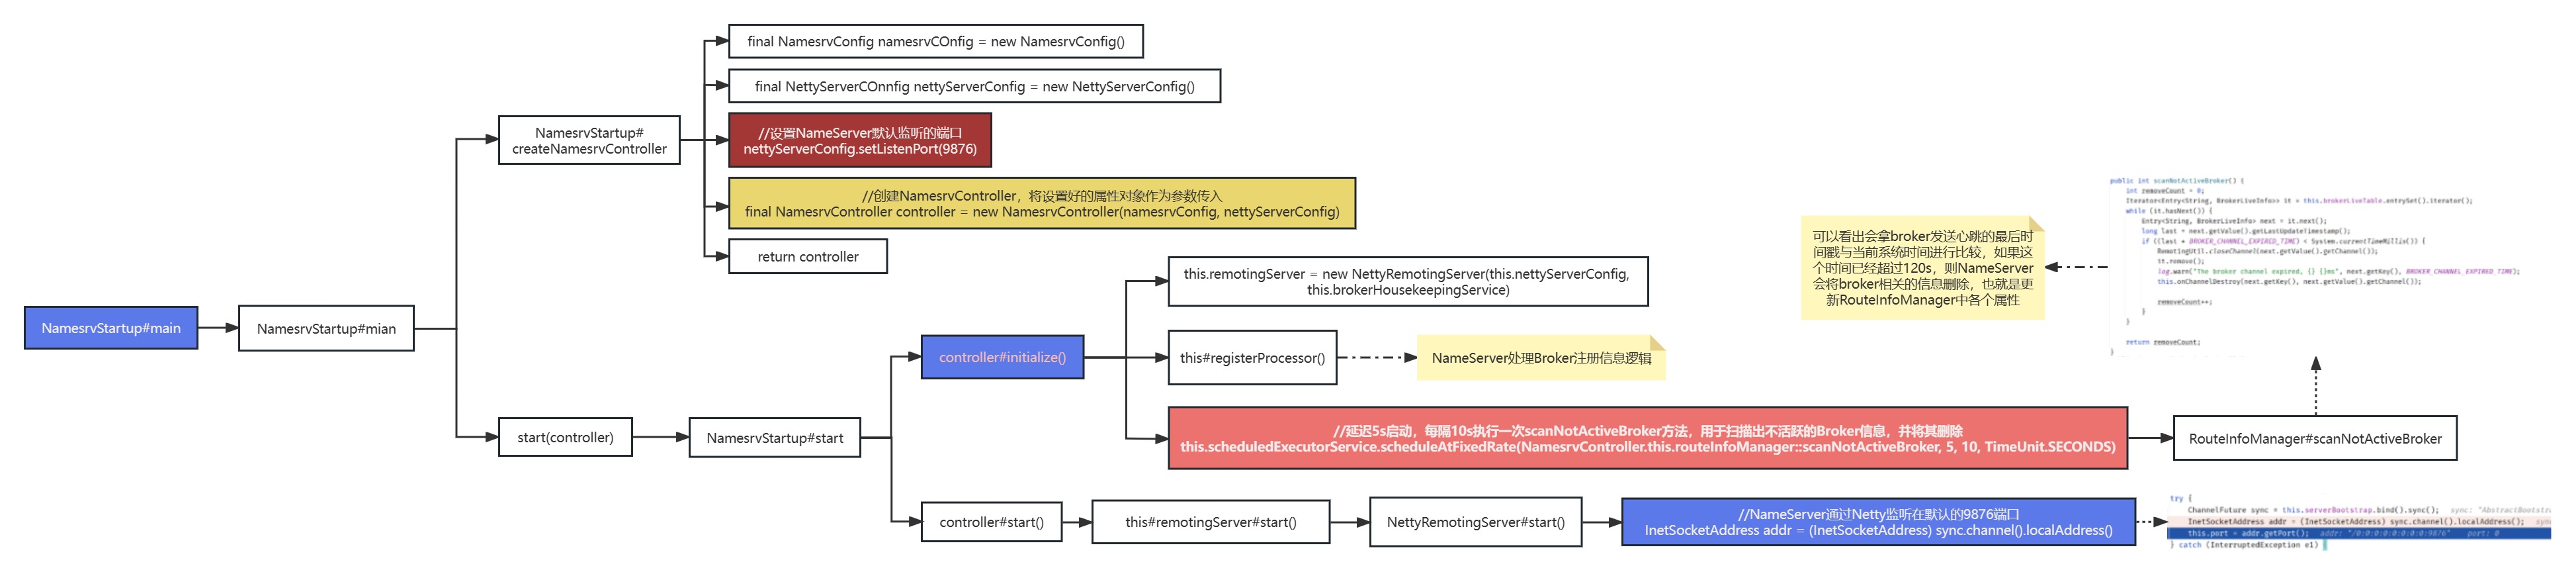 final NamesrvConfig namesrvCOnfig = new NamesrvConfig()
final NettyServerCOnnfig nettyServerConfig = new NettyServerConfig()
NamesrvStartup#
createNamesrvController
//设置NameServer默认监听的端口
nettyServerConfig.setListenPort(9876)
//创建NamesrvController，将设置好的属性对象作为参数传入
final NamesrvController controller = new NamesrvController(namesrvConfig, nettyServerConfig)
return controller
NamesrvStartup#main
NamesrvStartup#mian
start(controller)
NamesrvStartup#start
controller#initialize()
this.remotingServer = new NettyRemotingServer(this.nettyServerConfig,
this.brokerHousekeepingService)
this#registerProcessor()
NameServer处理Broker注册信息逻辑
//延迟5s启动，每隔10s执行一次scanNotActiveBroker方法，用于扫描出不活跃的Broker信息，并将其删除
this.scheduledExecutorService.scheduleAtFixedRate(NamesrvController.this.routeInfoManager::scanNotActiveBroker, 5, 10, TimeUnit.SECONDS)
RouteInfoManager#scanNotActiveBroker
可以看出会拿broker发送心跳的最后时
间戳与当前系统时间进行比较，如果这
个时间已经超过120s，则NameServer
会将broker相关的信息删除，也就是更
新RouteInfoManager中各个属性
public int scanNotActiveBroker() {
int removeCount = 0;
Iterator<Entry<String, BrokerLiveInfo>> it = this.brokerLiveTable.entrySet().iterator();
while (it.hasNext()) {
Entry<String, BrokerLiveInfo> next = it.next();
long last = next.getValue().getLastUpdateTimestamp();
if ((last + BROKER_CHANNEL_EXPIRED_TIME) < System.currentTimeMillis()) {
RemotingUtil.closeChannel(next.getValue().getChannel());
it.remove();
log.warn("The broker channel expired, {} {}ms", next.getKey(), BROKER_CHANNEL_EXPIRED_TIME);
this.onChannelDestroy(next.getKey(), next.getValue().getChannel());
removeCount++;
}
}
return removeCount;
}
controller#start()
this#remotingServer#start()
NettyRemotingServer#start()
//NameServer通过Netty监听在默认的9876端口
InetSocketAddress addr = (InetSocketAddress) sync.channel().localAddress()
try {
ChannelFuture sync = this.serverBootstrap.bind().sync(); sync: "AbstractBootstr
InetSocketAddress addr = (InetSocketAddress) sync.channel().localAddress(); syn
this.port = addr.getPort(); addr: "/0:0:0:0:0:0:0:0:9876" port: 0
} catch (InterruptedException e1) {